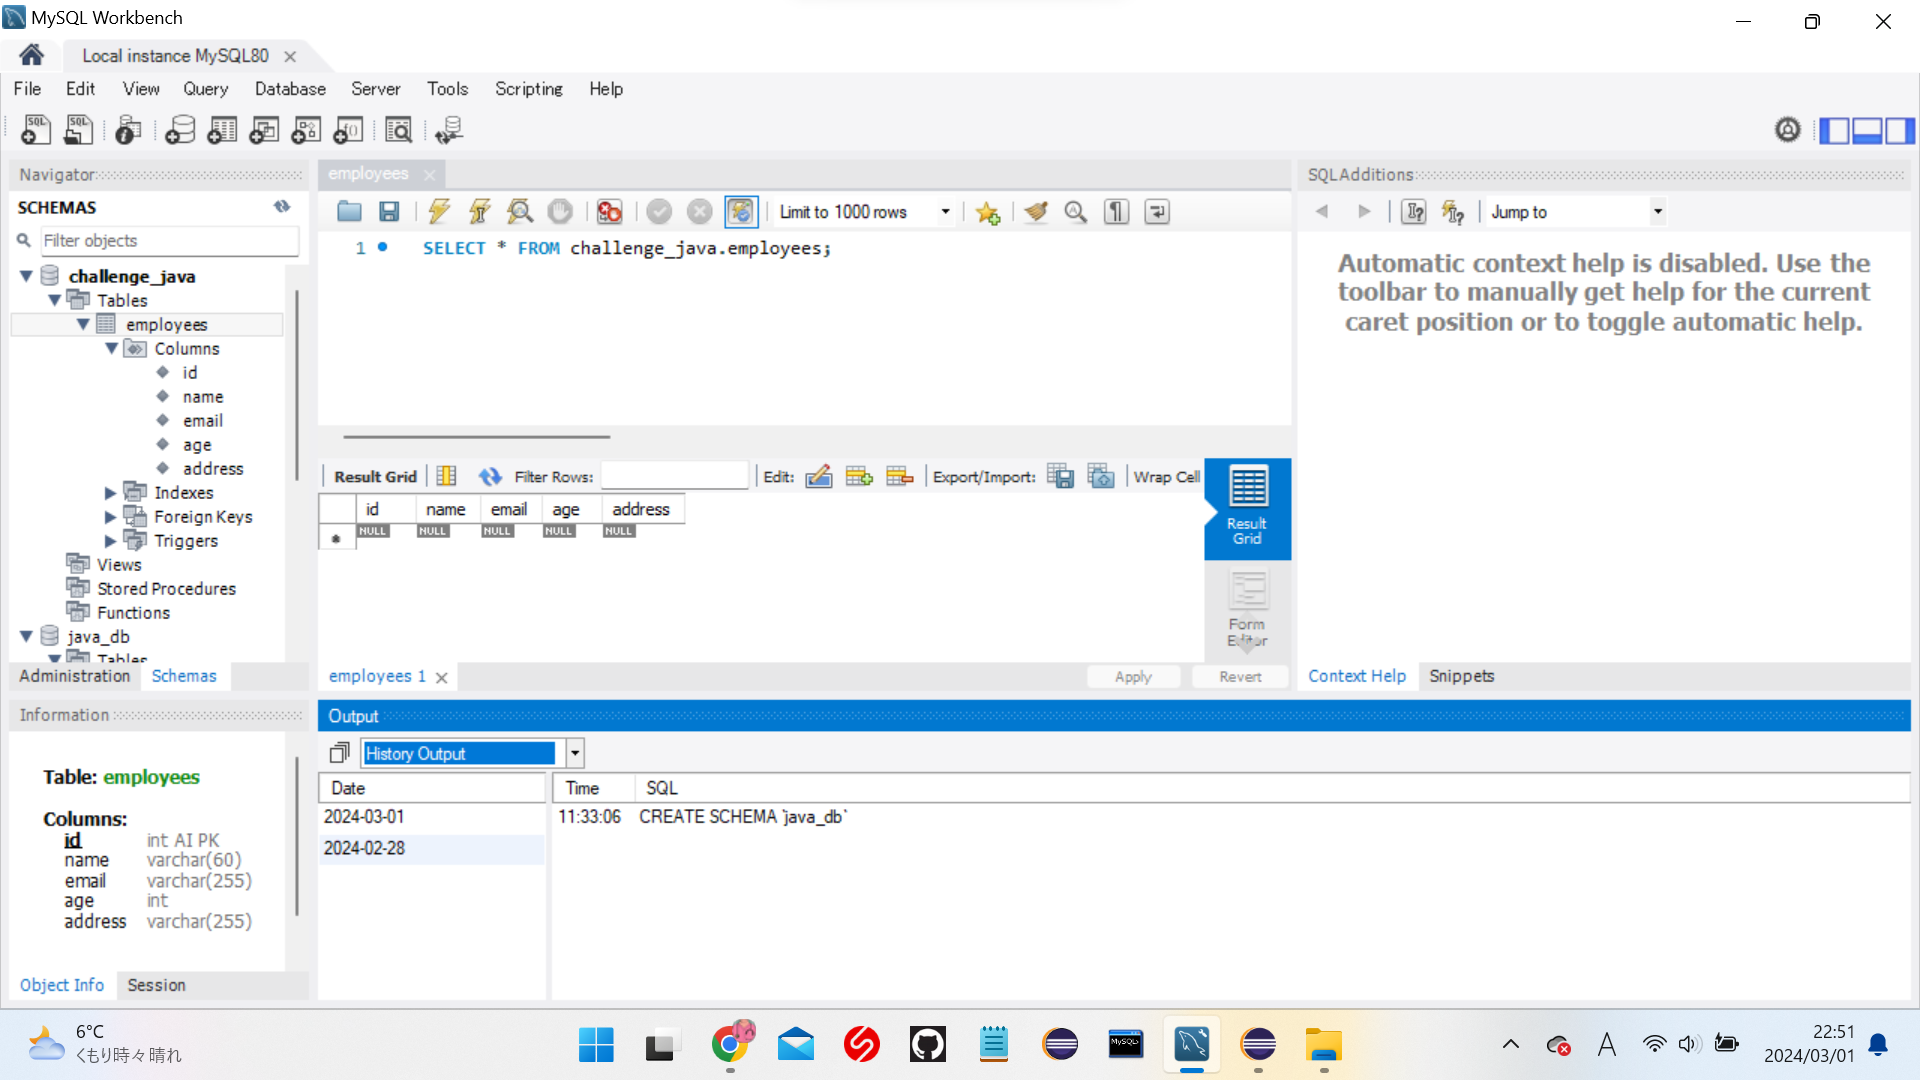 MySQL Workbench
Local instance MySQL80
File Edit View Query Database Server Tools Scripting Help
Navigator
SCHEMAS
Filter objects
challenge_java
Tables
employees
Columns
id
name
email
age
address
Indexes
Foreign Keys
Triggers
Views
Stored Procedures
Functions
java_db
Tables
Administration Schemas
Information
Table: employees
Columns:
id int AI PK
name varchar(60)
email varchar(255)
age int
address varchar(255)
Object Info Session
employees
Limit to 1000 rows
1 SELECT * FROM challenge_java.employees;
Result Grid Filter Rows: Edit: Export/Import: Wrap Cell
id name email age address
NULL NULL NULL NULL NULL
Result
Grid
Form
Editor
employees 1 Apply Revert
SQLAdditions
Jump to
Automatic context help is disabled. Use the
toolbar to manually get help for the current
caret position or to toggle automatic help.
Context Help Snippets
Output
History Output
Date Time SQL
2024-03-01 11:33:06 CREATE SCHEMA `java_db`
2024-02-28
6°C
くもり時々晴れ
A
22:51
2024/03/01